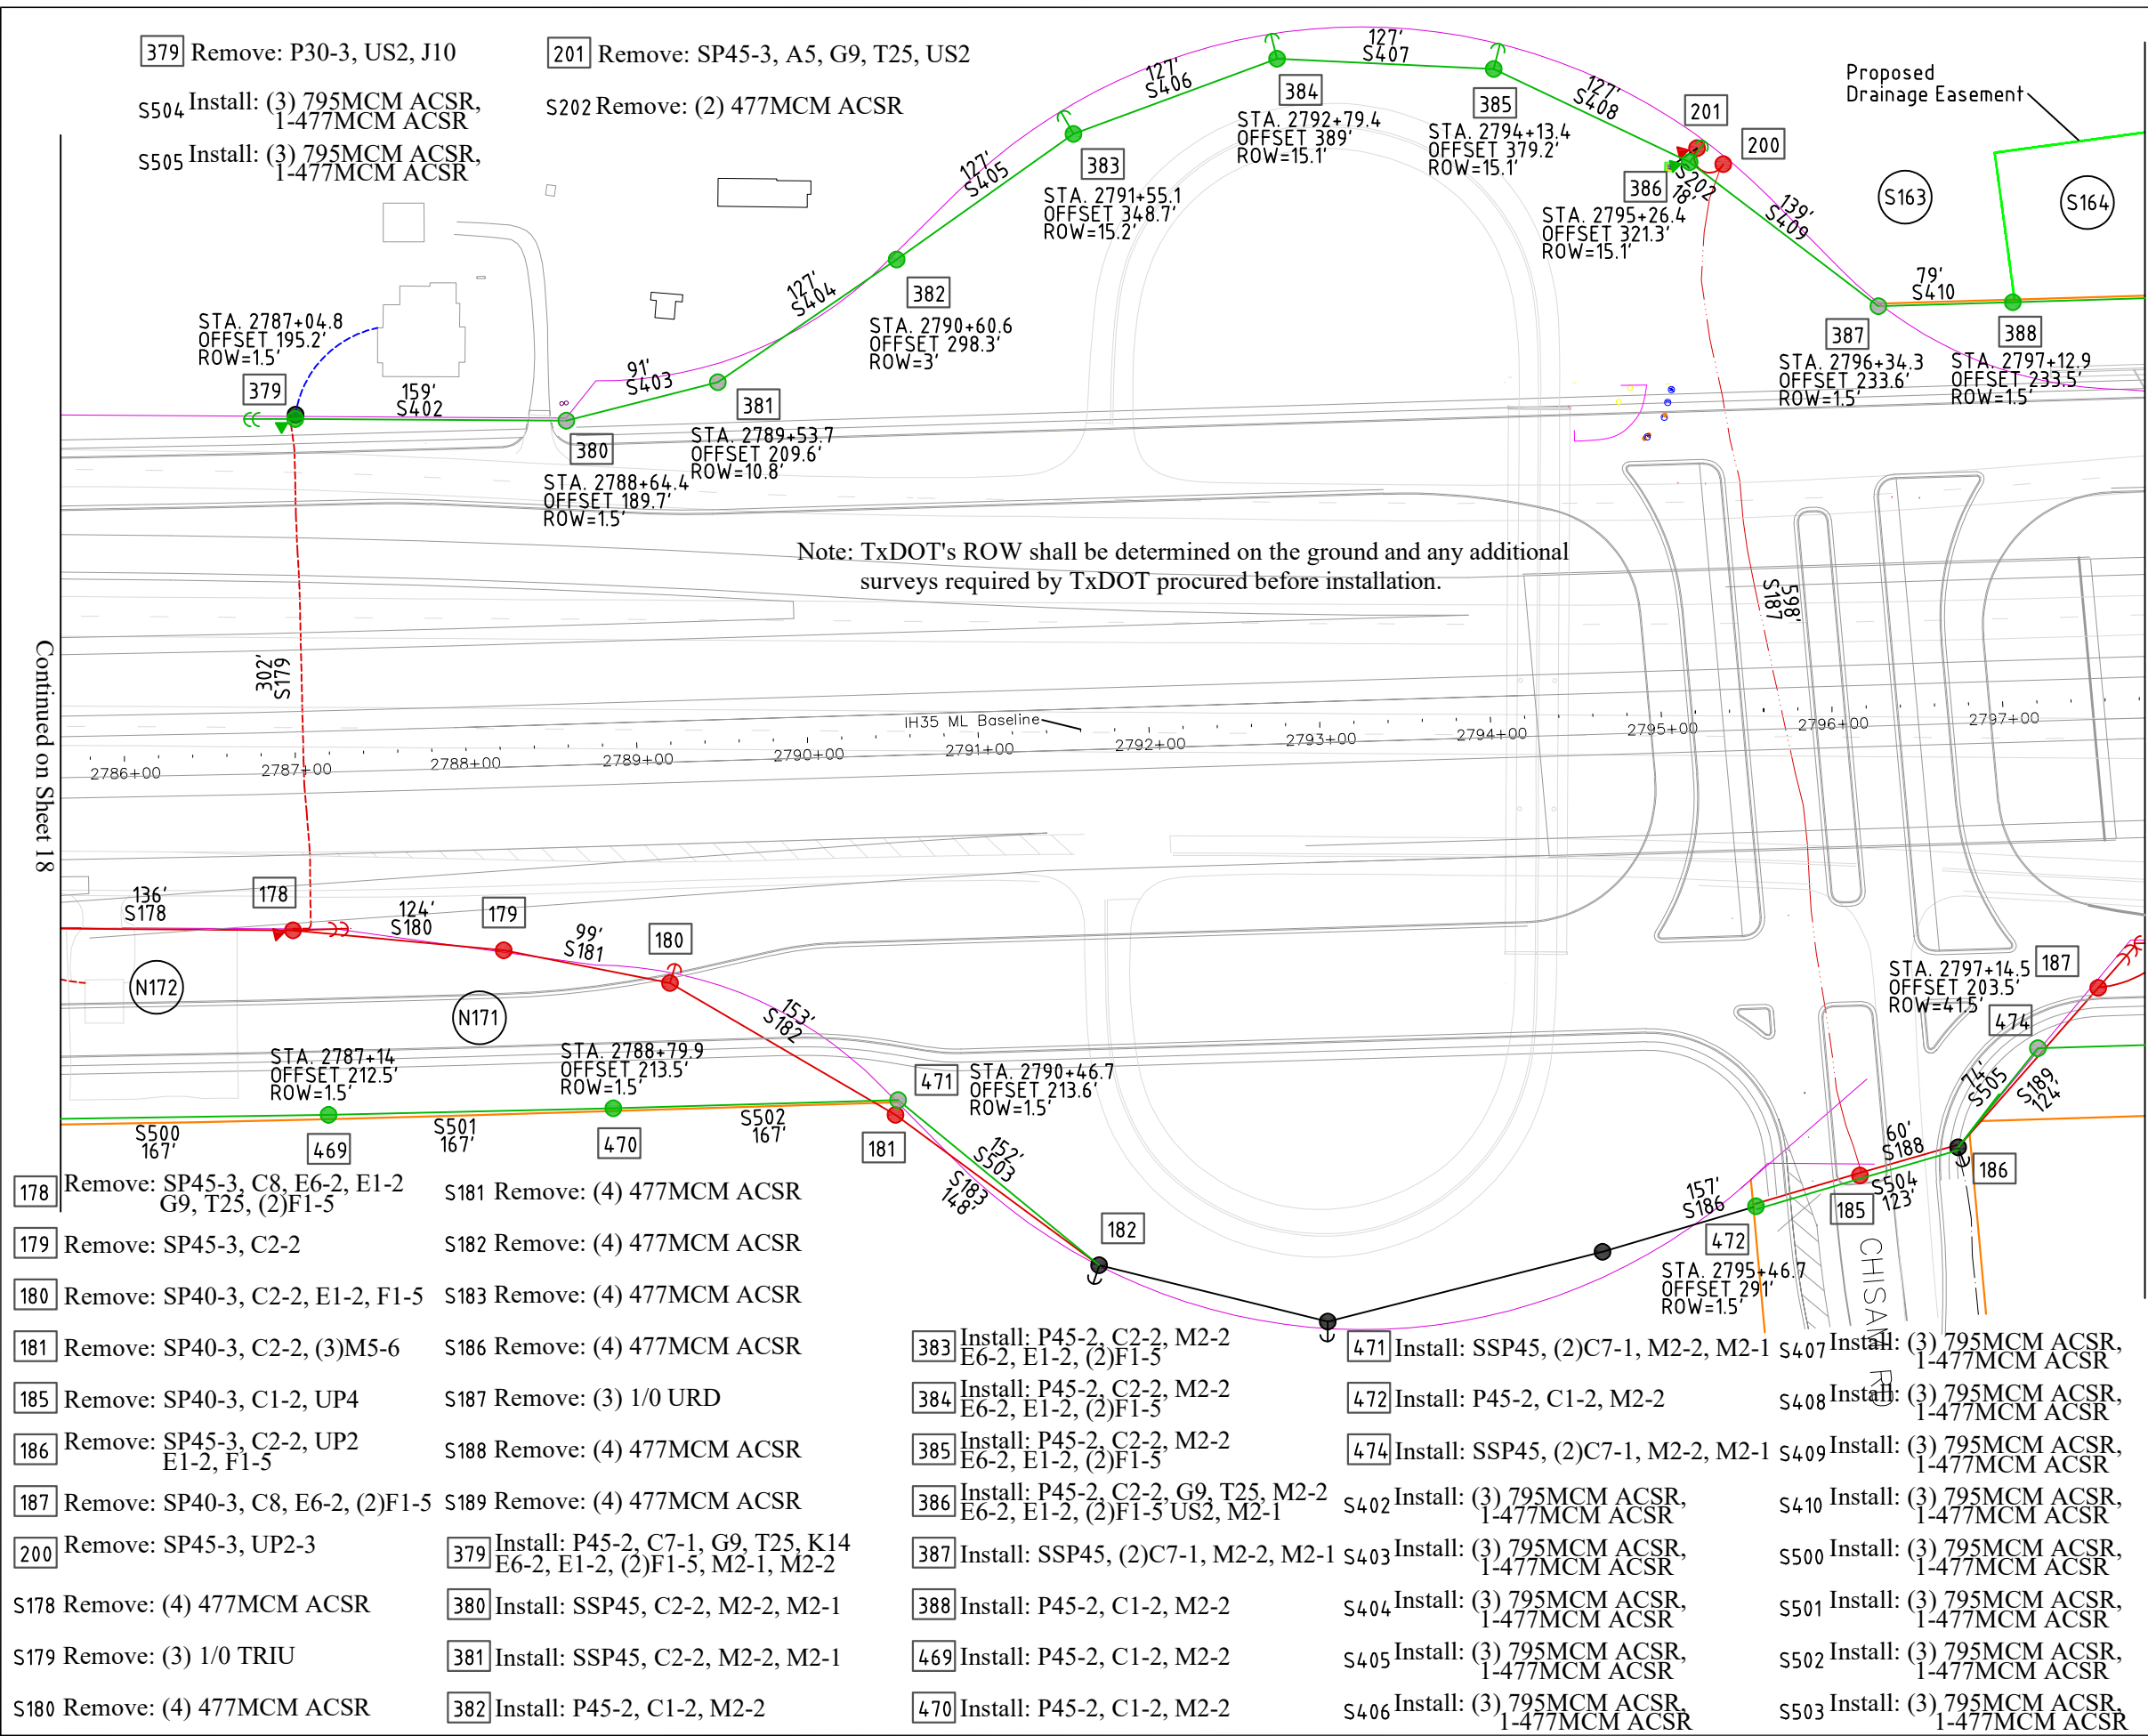 379 Remove: P30-3, US2, J10
201 Remove: SP45-3, A5, G9, T25, US2
S504 Install: (3) 795MCM ACSR,
1-477MCM ACSR
S202 Remove: (2) 477MCM ACSR
S505 Install: (3) 795MCM ACSR,
1-477MCM ACSR
127'
S407
127'
S406
127'
S408
127'
S405
127'
S404
91'
S403
159'
S402
384
STA. 2792+79.4
OFFSET 389'
ROW=15.1'
385
STA. 2794+13.4
OFFSET 379.2'
ROW=15.1'
201
200
Proposed
Drainage Easement
383
STA. 2791+55.1
OFFSET 348.7'
ROW=15.2'
386
STA. 2795+26.4
OFFSET 321.3'
ROW=15.1'
S202
18'
139'
S409
S163
S164
79'
S410
382
STA. 2790+60.6
OFFSET 298.3'
ROW=3'
387
STA. 2796+34.3
OFFSET 233.6'
ROW=1.5'
388
STA. 2797+12.9
OFFSET 233.5'
ROW=1.5'
STA. 2787+04.8
OFFSET 195.2'
ROW=1.5'
379
381
STA. 2789+53.7
OFFSET 209.6'
ROW=10.8'
380
STA. 2788+64.4
OFFSET 189.7'
ROW=1.5'
Note: TxDOT's ROW shall be determined on the ground and any additional
surveys required by TxDOT procured before installation.
598'
S187
302'
S179
Continued on Sheet 18
IH35 ML Baseline
2786+00
2787+00
2788+00
2789+00
2790+00
2791+00
2792+00
2793+00
2794+00
2795+00
2796+00
2797+00
136'
S178
178
124'
S180
179
99'
S181
180
N172
N171
153'
S182
187
STA. 2797+14.5
OFFSET 203.5'
ROW=41.5'
474
STA. 2787+14
OFFSET 212.5'
ROW=1.5'
STA. 2788+79.9
OFFSET 213.5'
ROW=1.5'
471
STA. 2790+46.7
OFFSET 213.6'
ROW=1.5'
74'
S505
S189
124'
S500
167'
469
S501
167'
470
S502
167'
181
152'
S503
S183
148'
182
157'
S186
60'
S188
S504
123'
185
186
472
STA. 2795+46.7
OFFSET 291'
ROW=1.5'
CHISAM RD
178 Remove: SP45-3, C8, E6-2, E1-2
G9, T25, (2)F1-5
179 Remove: SP45-3, C2-2
180 Remove: SP40-3, C2-2, E1-2, F1-5
181 Remove: SP40-3, C2-2, (3)M5-6
185 Remove: SP40-3, C1-2, UP4
186 Remove: SP45-3, C2-2, UP2
E1-2, F1-5
187 Remove: SP40-3, C8, E6-2, (2)F1-5
200 Remove: SP45-3, UP2-3
S178 Remove: (4) 477MCM ACSR
S179 Remove: (3) 1/0 TRIU
S180 Remove: (4) 477MCM ACSR
S181 Remove: (4) 477MCM ACSR
S182 Remove: (4) 477MCM ACSR
S183 Remove: (4) 477MCM ACSR
S186 Remove: (4) 477MCM ACSR
S187 Remove: (3) 1/0 URD
S188 Remove: (4) 477MCM ACSR
S189 Remove: (4) 477MCM ACSR
379 Install: P45-2, C7-1, G9, T25, K14
E6-2, E1-2, (2)F1-5, M2-1, M2-2
380 Install: SSP45, C2-2, M2-2, M2-1
381 Install: SSP45, C2-2, M2-2, M2-1
382 Install: P45-2, C1-2, M2-2
383 Install: P45-2, C2-2, M2-2
E6-2, E1-2, (2)F1-5
384 Install: P45-2, C2-2, M2-2
E6-2, E1-2, (2)F1-5
385 Install: P45-2, C2-2, M2-2
E6-2, E1-2, (2)F1-5
386 Install: P45-2, C2-2, G9, T25, M2-2
E6-2, E1-2, (2)F1-5 US2, M2-1
387 Install: SSP45, (2)C7-1, M2-2, M2-1
388 Install: P45-2, C1-2, M2-2
469 Install: P45-2, C1-2, M2-2
470 Install: P45-2, C1-2, M2-2
471 Install: SSP45, (2)C7-1, M2-2, M2-1
472 Install: P45-2, C1-2, M2-2
474 Install: SSP45, (2)C7-1, M2-2, M2-1
S402 Install: (3) 795MCM ACSR,
1-477MCM ACSR
S403 Install: (3) 795MCM ACSR,
1-477MCM ACSR
S404 Install: (3) 795MCM ACSR,
1-477MCM ACSR
S405 Install: (3) 795MCM ACSR,
1-477MCM ACSR
S406 Install: (3) 795MCM ACSR,
1-477MCM ACSR
S407 Install: (3) 795MCM ACSR,
1-477MCM ACSR
S408 Install: (3) 795MCM ACSR,
1-477MCM ACSR
S409 Install: (3) 795MCM ACSR,
1-477MCM ACSR
S410 Install: (3) 795MCM ACSR,
1-477MCM ACSR
S500 Install: (3) 795MCM ACSR,
1-477MCM ACSR
S501 Install: (3) 795MCM ACSR,
1-477MCM ACSR
S502 Install: (3) 795MCM ACSR,
1-477MCM ACSR
S503 Install: (3) 795MCM ACSR,
1-477MCM ACSR